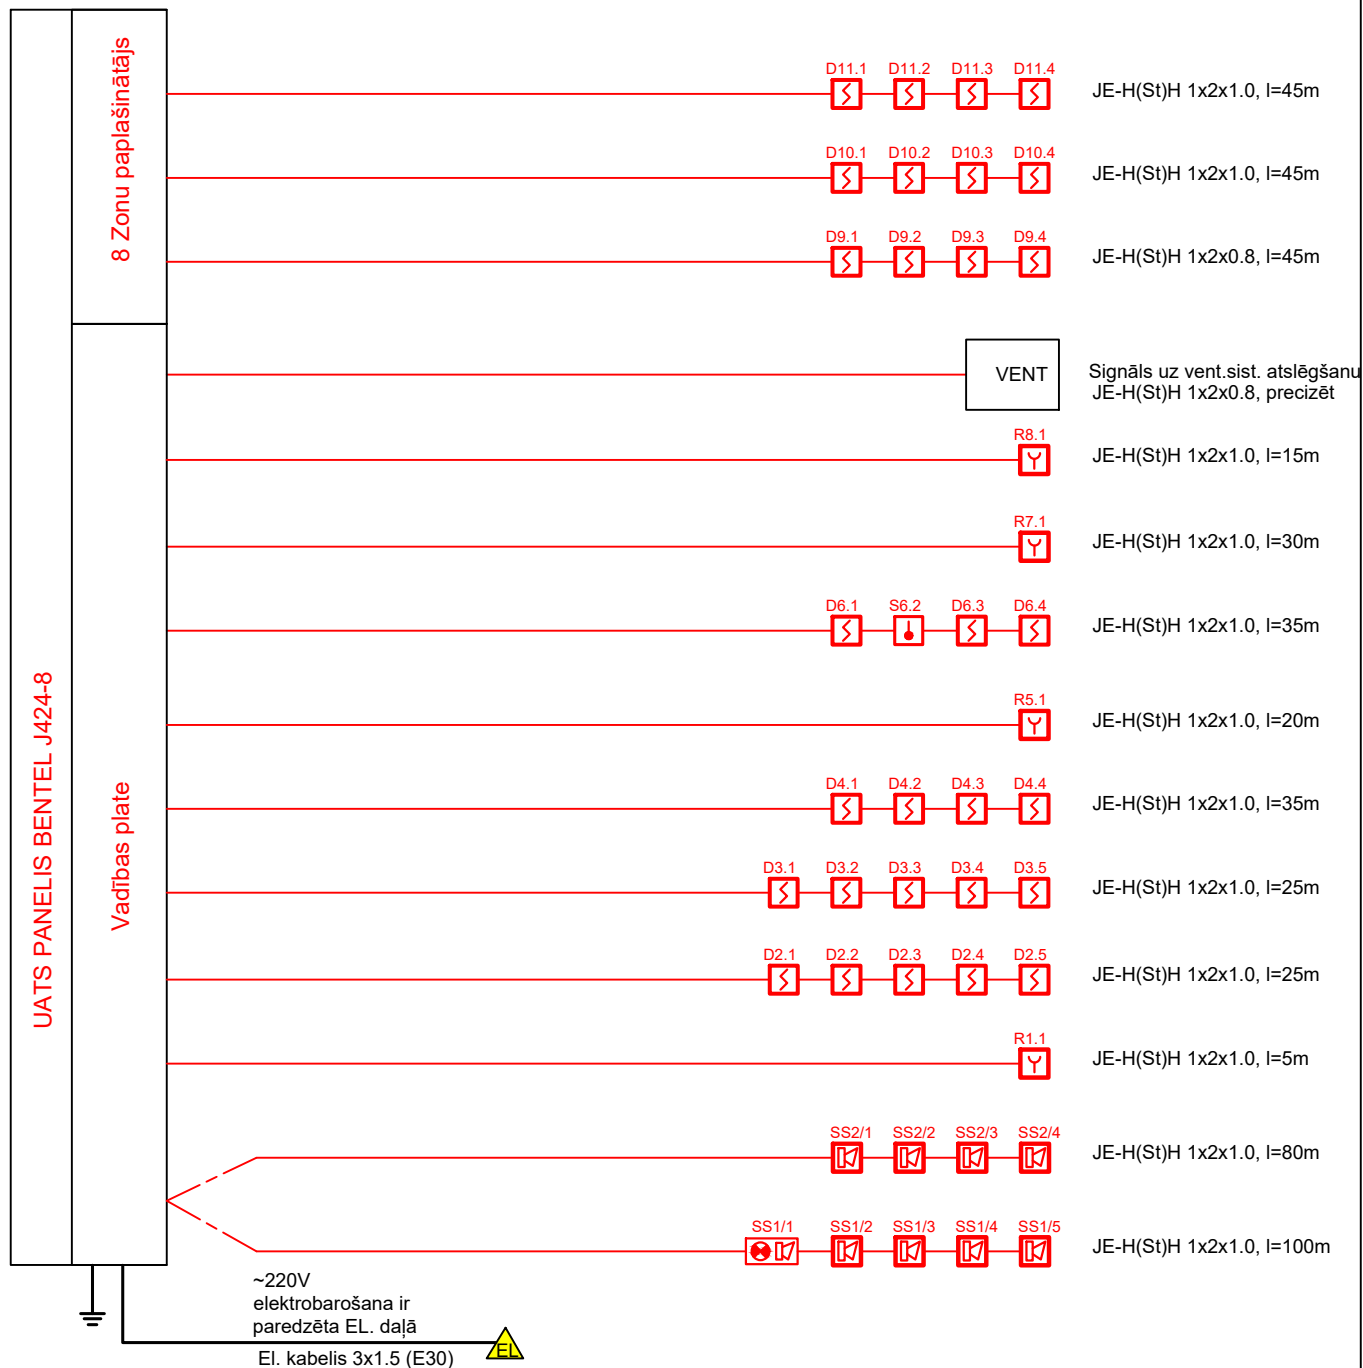 UATS PANELIS BENTEL J424-8
8 Zonu paplašinātājs
Vadības plate
D11.1 D11.2 D11.3 D11.4
JE-H(St)H 1x2x1.0, l=45m
D10.1 D10.2 D10.3 D10.4
JE-H(St)H 1x2x1.0, l=45m
D9.1 D9.2 D9.3 D9.4
JE-H(St)H 1x2x0.8, l=45m
VENT
Signāls uz vent.sist. atslēgšanu
JE-H(St)H 1x2x0.8, precizēt
R8.1
JE-H(St)H 1x2x1.0, l=15m
R7.1
JE-H(St)H 1x2x1.0, l=30m
D6.1 S6.2 D6.3 D6.4
JE-H(St)H 1x2x1.0, l=35m
R5.1
JE-H(St)H 1x2x1.0, l=20m
D4.1 D4.2 D4.3 D4.4
JE-H(St)H 1x2x1.0, l=35m
D3.1 D3.2 D3.3 D3.4 D3.5
JE-H(St)H 1x2x1.0, l=25m
D2.1 D2.2 D2.3 D2.4 D2.5
JE-H(St)H 1x2x1.0, l=25m
R1.1
JE-H(St)H 1x2x1.0, l=5m
SS2/1 SS2/2 SS2/3 SS2/4
JE-H(St)H 1x2x1.0, l=80m
SS1/1 SS1/2 SS1/3 SS1/4 SS1/5
JE-H(St)H 1x2x1.0, l=100m
~220V
elektrobarošana ir
paredzēta EL. daļā
El. kabelis 3x1.5 (E30)
EL